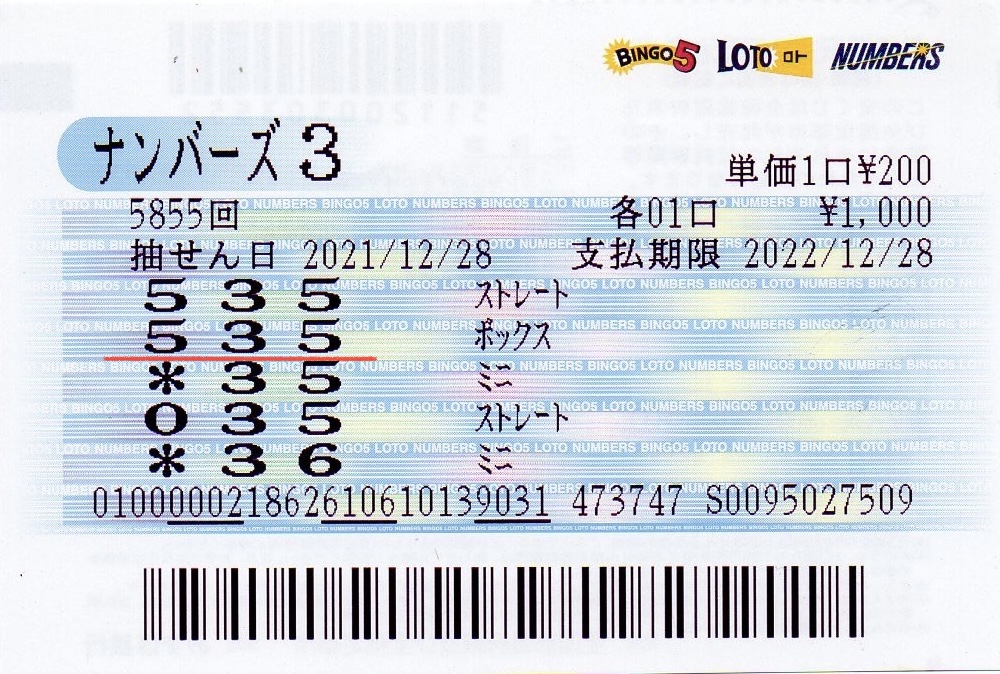 BINGO5 LOTO ロト NUMBERS
ナンバーズ3
単価1口¥200
5855回 各01口 ¥1,000
抽せん日 2021/12/28 支払期限 2022/12/28
5 3 5 ストレート
5 3 5 ボックス
* 3 5 ミニ
0 3 5 ストレート
* 3 6 ミニ
010000021862610610139031 473747 S0095027509